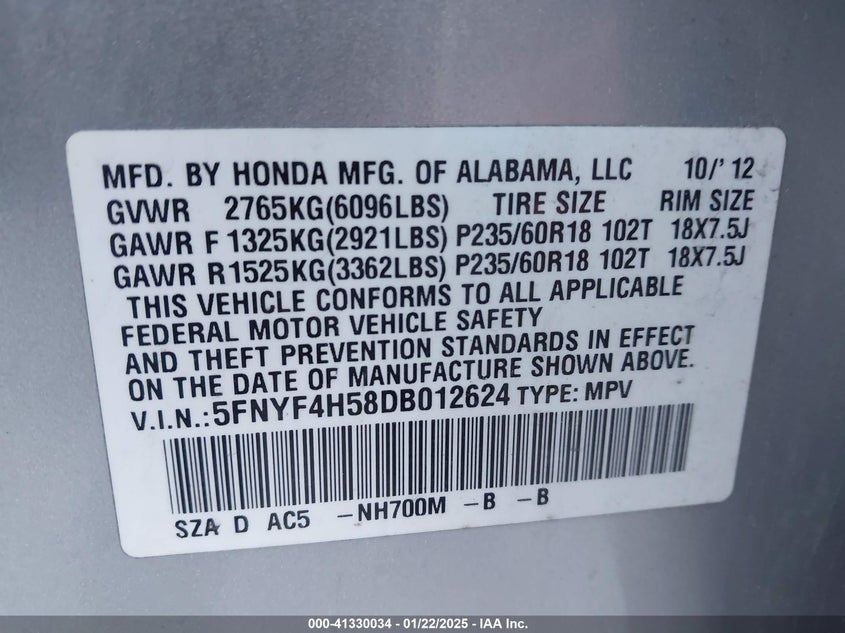 MFD. BY HONDA MFG. OF ALABAMA, LLC 10/' 12
GVWR 2765KG(6096LBS) TIRE SIZE RIM SIZE
GAWR F 1325KG(2921LBS) P235/60R18 102T 18X7.5J
GAWR R1525KG(3362LBS) P235/60R18 102T 18X7.5J
THIS VEHICLE CONFORMS TO ALL APPLICABLE
FEDERAL MOTOR VEHICLE SAFETY
AND THEFT PREVENTION STANDARDS IN EFFECT
ON THE DATE OF MANUFACTURE SHOWN ABOVE.
V.I.N.:5FNYF4H58DB012624 TYPE: MPV
SZA D AC5 -NH700M -B -B
000-41330034 - 01/22/2025 - IAA Inc.